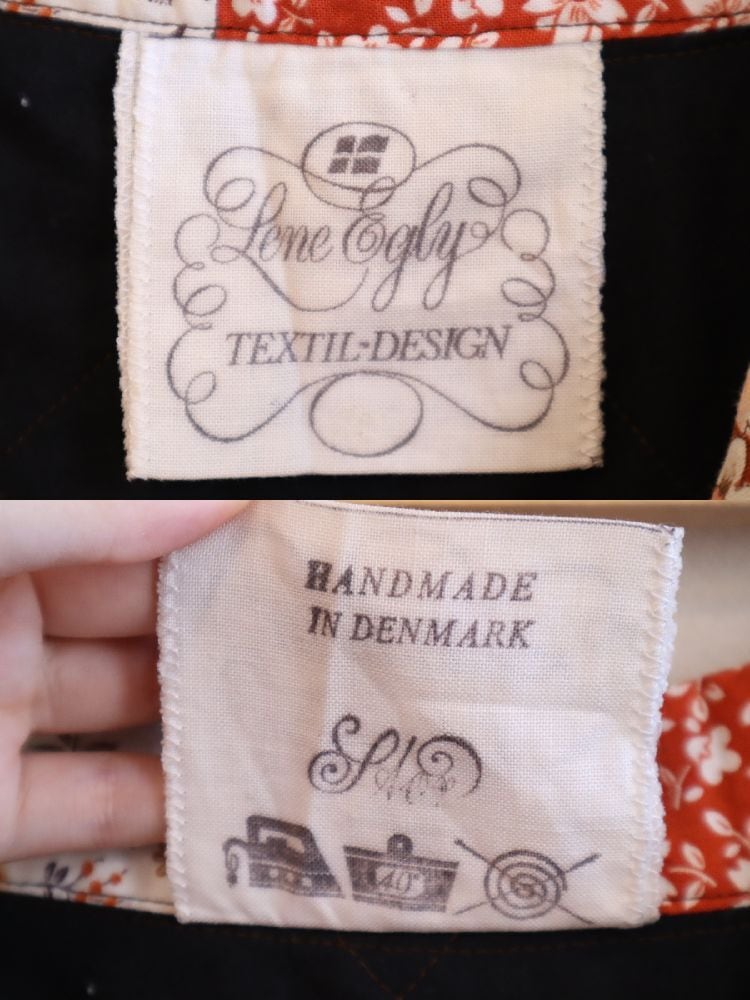 Lene Egly
TEXTIL-DESIGN
HANDMADE
IN DENMARK
40°